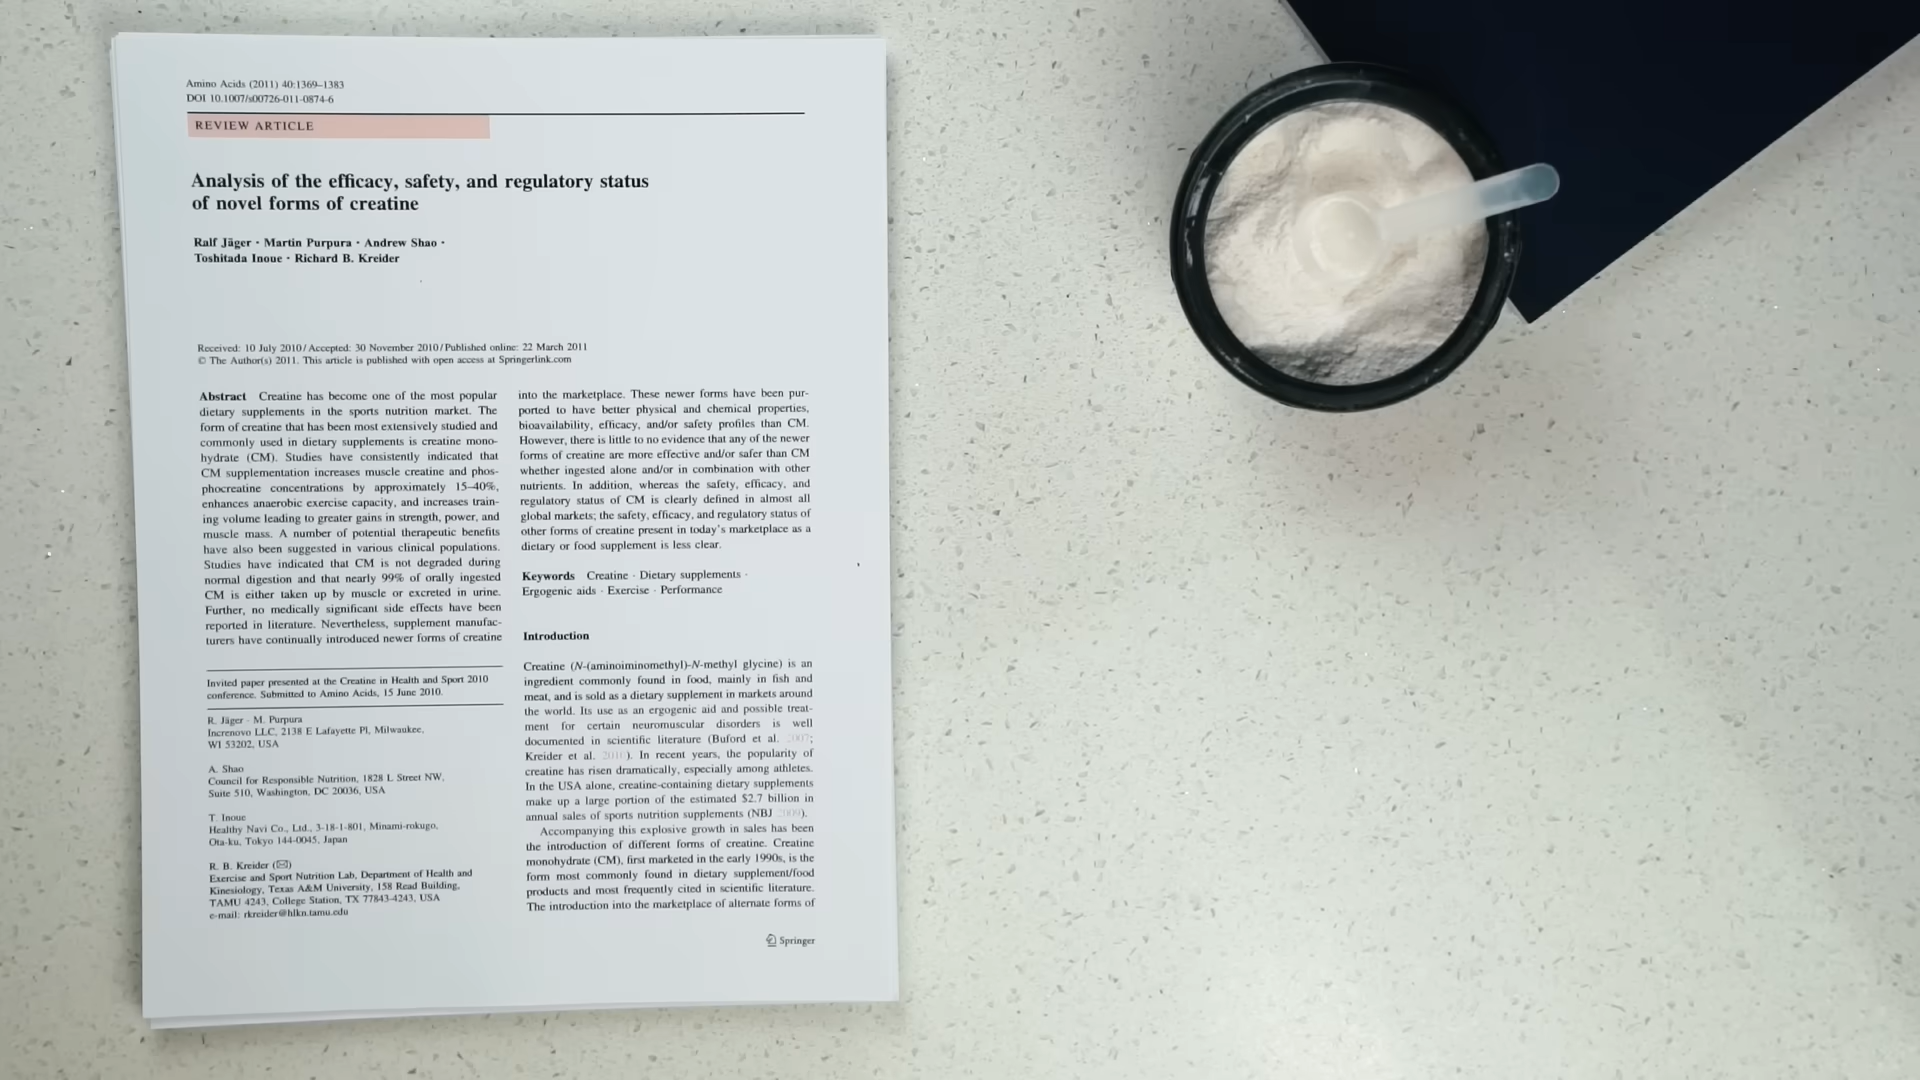 Amino Acids (2011) 40:1369–1383
DOI 10.1007/s00726-011-0874-6
REVIEW ARTICLE
Analysis of the efficacy, safety, and regulatory status
of novel forms of creatine
Ralf Jäger · Martin Purpura · Andrew Shao ·
Toshitada Inoue · Richard B. Kreider
Received: 10 July 2010 / Accepted: 30 November 2010 / Published online: 22 March 2011
© The Author(s) 2011. This article is published with open access at Springerlink.com
Abstract Creatine has become one of the most popular
dietary supplements in the sports nutrition market. The
form of creatine that has been most extensively studied and
commonly used in dietary supplements is creatine mono-
hydrate (CM). Studies have consistently indicated that
CM supplementation increases muscle creatine and phos-
phocreatine concentrations by approximately 15–40%,
enhances anaerobic exercise capacity, and increases train-
ing volume leading to greater gains in strength, power, and
muscle mass. A number of potential therapeutic benefits
have also been suggested in various clinical populations.
Studies have indicated that CM is not degraded during
normal digestion and that nearly 99% of orally ingested
CM is either taken up by muscle or excreted in urine.
Further, no medically significant side effects have been
reported in literature. Nevertheless, supplement manufac-
turers have continually introduced newer forms of creatine
into the marketplace. These newer forms have been pur-
ported to have better physical and chemical properties,
bioavailability, efficacy, and/or safety profiles than CM.
However, there is little to no evidence that any of the newer
forms of creatine are more effective and/or safer than CM
whether ingested alone and/or in combination with other
nutrients. In addition, whereas the safety, efficacy, and
regulatory status of CM is clearly defined in almost all
global markets; the safety, efficacy, and regulatory status of
other forms of creatine present in today's marketplace as a
dietary or food supplement is less clear.
Keywords Creatine · Dietary supplements ·
Ergogenic aids · Exercise · Performance
Introduction
Creatine (N-(aminoiminomethyl)-N-methyl glycine) is an
ingredient commonly found in food, mainly in fish and
meat, and is sold as a dietary supplement in markets around
the world. Its use as an ergogenic aid and possible treat-
ment for certain neuromuscular disorders is well
documented in scientific literature (Buford et al. 2007;
Kreider et al. 2010). In recent years, the popularity of
creatine has risen dramatically, especially among athletes.
In the USA alone, creatine-containing dietary supplements
make up a large portion of the estimated $2.7 billion in
annual sales of sports nutrition supplements (NBJ 2009).
Accompanying this explosive growth in sales has been
the introduction of different forms of creatine. Creatine
monohydrate (CM), first marketed in the early 1990s, is the
form most commonly found in dietary supplement/food
products and most frequently cited in scientific literature.
The introduction into the marketplace of alternate forms of
Invited paper presented at the Creatine in Health and Sport 2010
conference. Submitted to Amino Acids, 15 June 2010.
R. Jäger · M. Purpura
Increnovo LLC, 2138 E Lafayette Pl, Milwaukee,
WI 53202, USA
A. Shao
Council for Responsible Nutrition, 1828 L Street NW,
Suite 510, Washington, DC 20036, USA
T. Inoue
Healthy Navi Co., Ltd., 3-18-1-801, Minami-rokugo,
Ota-ku, Tokyo 144-0045, Japan
R. B. Kreider (✉)
Exercise and Sport Nutrition Lab, Department of Health and
Kinesiology, Texas A&M University, 158 Read Building,
TAMU 4243, College Station, TX 77843-4243, USA
e-mail: rkreider@hlkn.tamu.edu
Springer